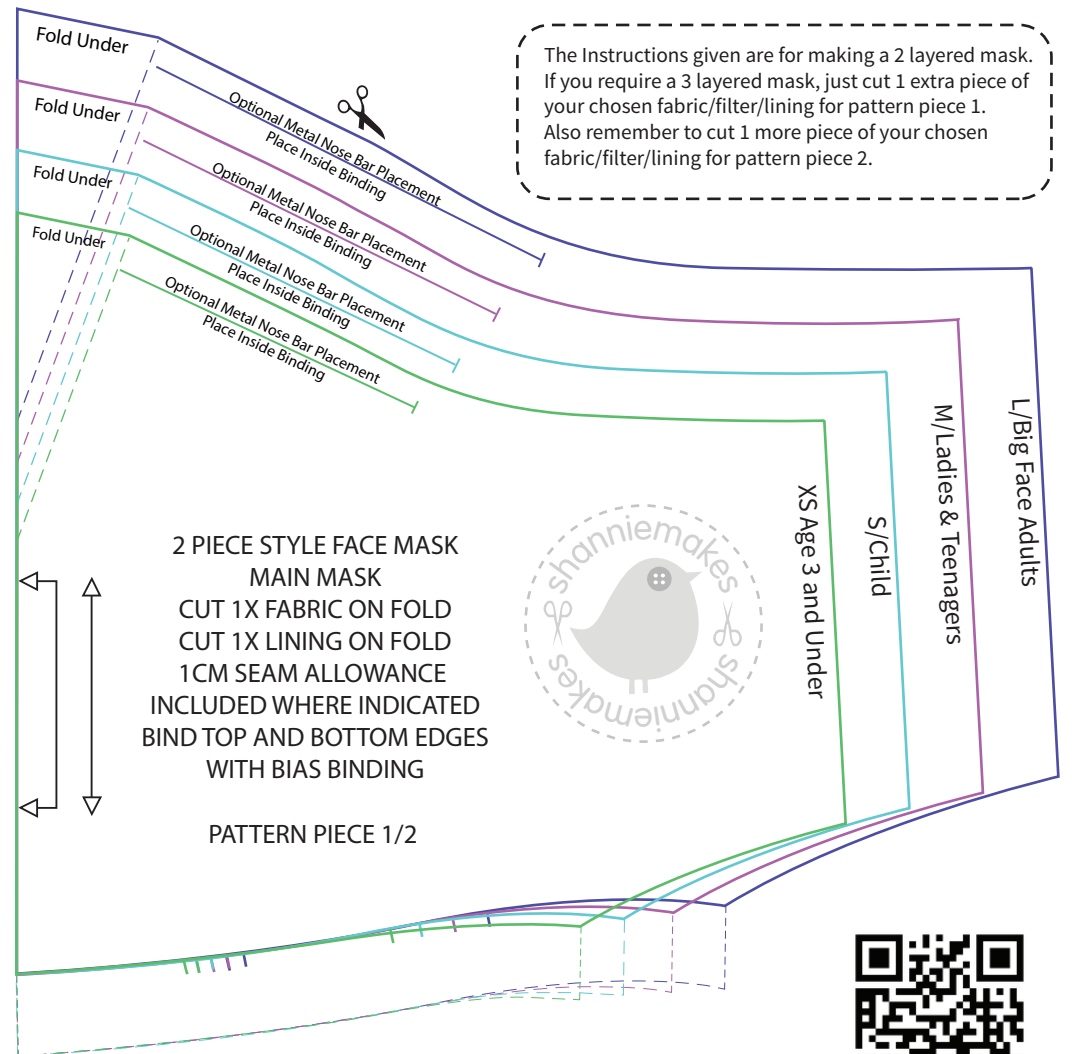 Fold Under
Optional Metal Nose Bar Placement
Place Inside Binding
Fold Under
Optional Metal Nose Bar Placement
Place Inside Binding
Fold Under
Optional Metal Nose Bar Placement
Place Inside Binding
Fold Under
Optional Metal Nose Bar Placement
Place Inside Binding
The Instructions given are for making a 2 layered mask.
If you require a 3 layered mask, just cut 1 extra piece of
your chosen fabric/filter/lining for pattern piece 1.
Also remember to cut 1 more piece of your chosen
fabric/filter/lining for pattern piece 2.
2 PIECE STYLE FACE MASK
MAIN MASK
CUT 1X FABRIC ON FOLD
CUT 1X LINING ON FOLD
1CM SEAM ALLOWANCE
INCLUDED WHERE INDICATED
BIND TOP AND BOTTOM EDGES
WITH BIAS BINDING
PATTERN PIECE 1/2
shanniemakes
shanniemakes
XS Age 3 and Under
S/Child
M/Ladies & Teenagers
L/Big Face Adults